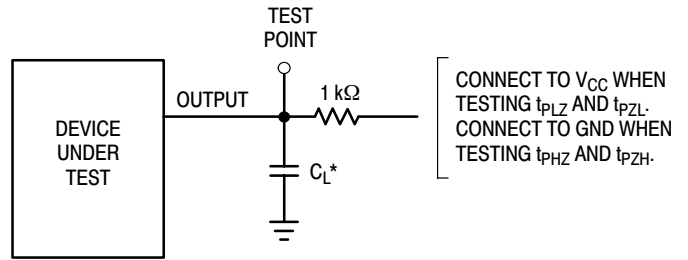 TEST
POINT
OUTPUT
1 kΩ
DEVICE
UNDER
TEST
C_L*
CONNECT TO V_CC WHEN
TESTING t_PLZ AND t_PZL.
CONNECT TO GND WHEN
TESTING t_PHZ AND t_PZH.